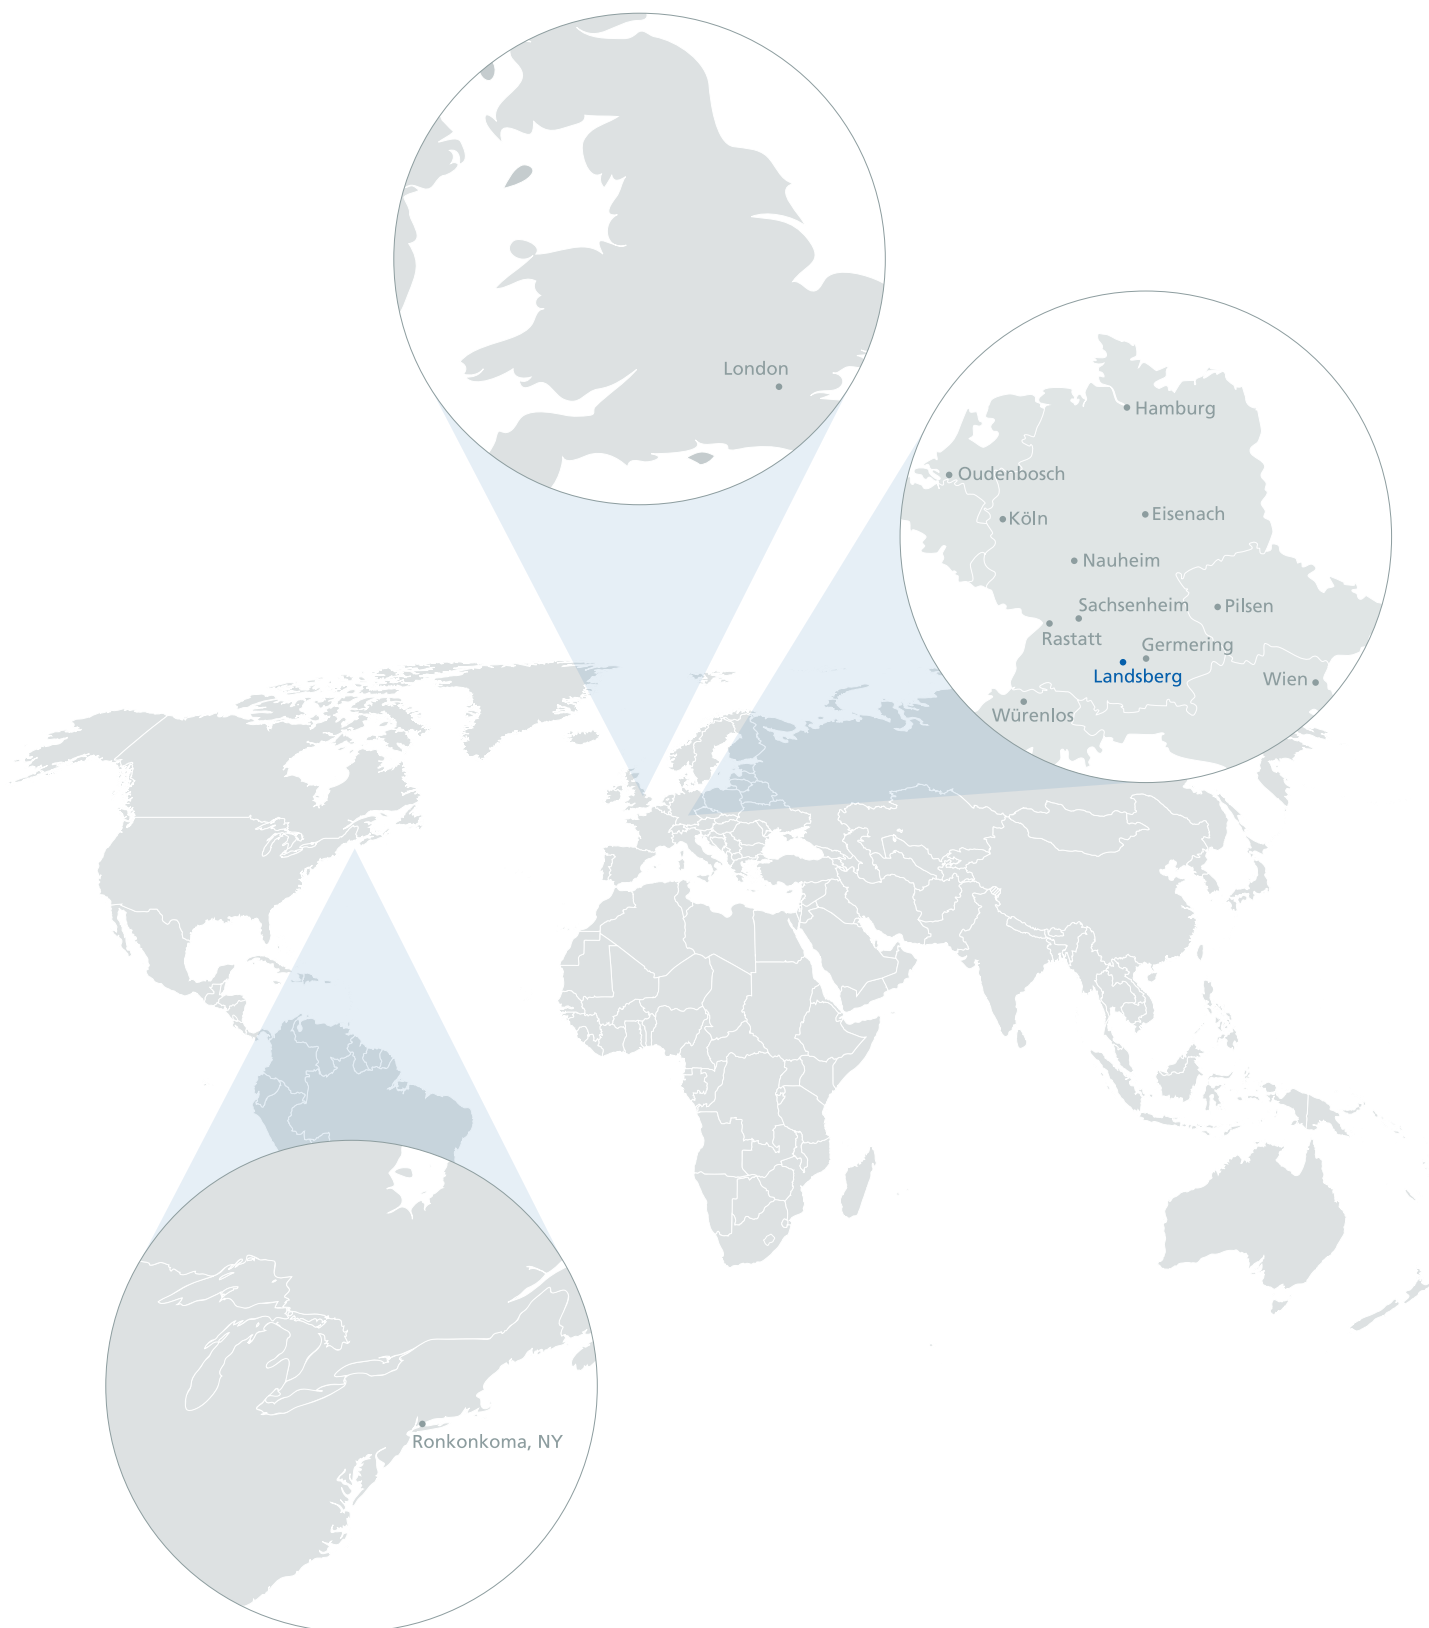 London
Hamburg
Oudenbosch
Köln
Eisenach
Nauheim
Sachsenheim
Pilsen
Rastatt
Germering
Landsberg
Wien
Würenlos
Ronkonkoma, NY